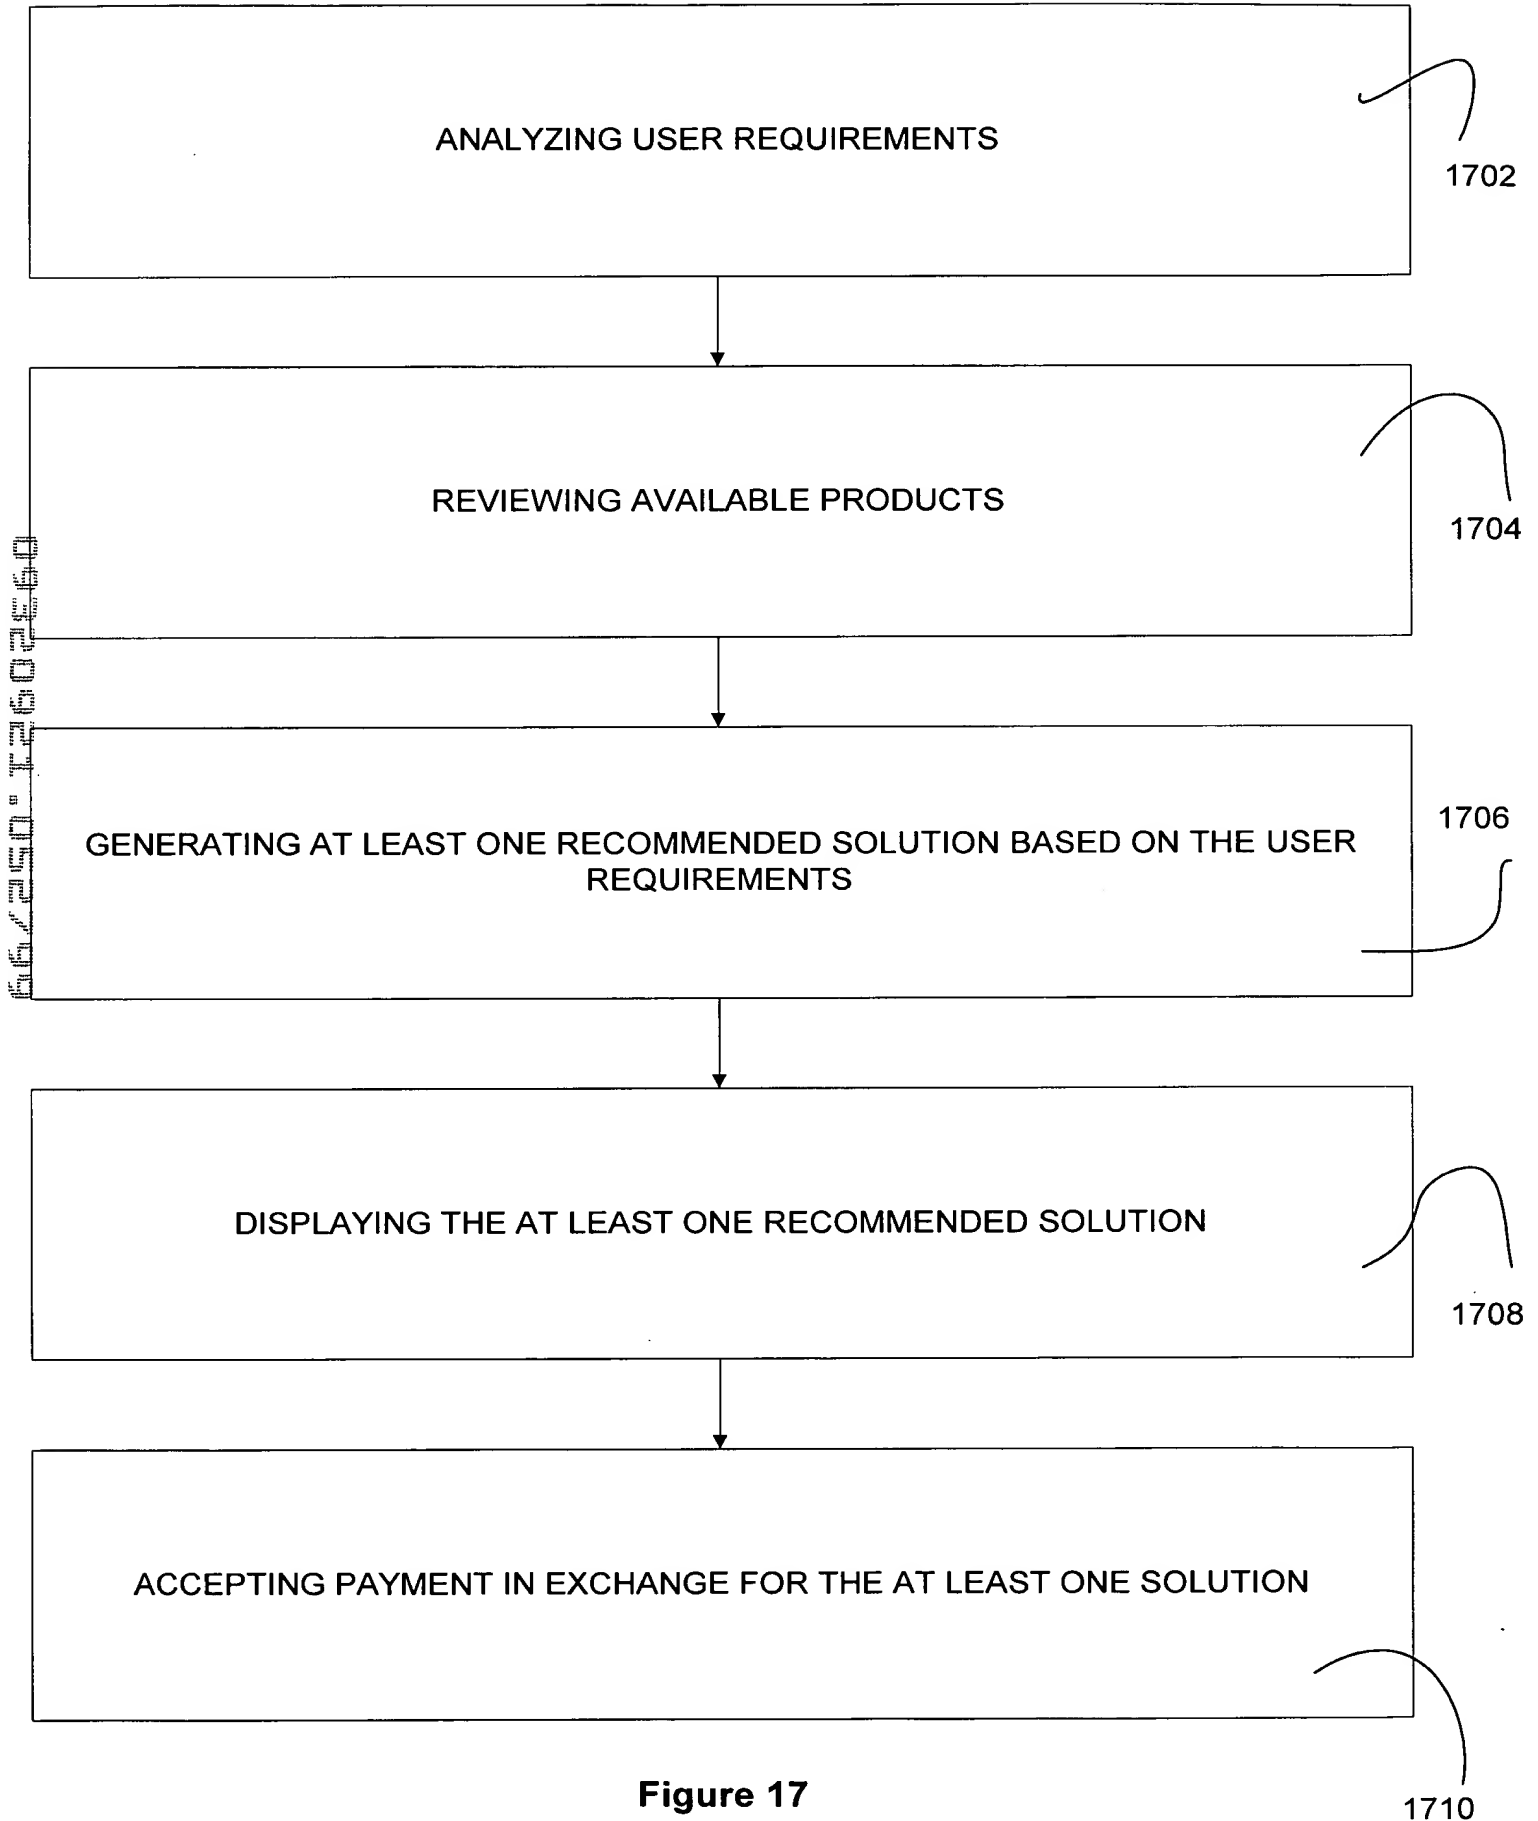 ANALYZING USER REQUIREMENTS
1702
REVIEWING AVAILABLE PRODUCTS
1704
09320921.052799
GENERATING AT LEAST ONE RECOMMENDED SOLUTION BASED ON THE USER
REQUIREMENTS
1706
DISPLAYING THE AT LEAST ONE RECOMMENDED SOLUTION
1708
ACCEPTING PAYMENT IN EXCHANGE FOR THE AT LEAST ONE SOLUTION
1710
Figure 17